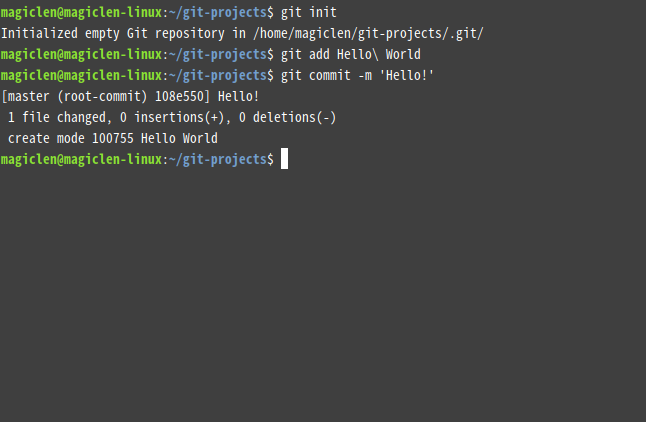 magiclen@magiclen-linux:~/git-projects$ git init
Initialized empty Git repository in /home/magiclen/git-projects/.git/
magiclen@magiclen-linux:~/git-projects$ git add Hello\ World
magiclen@magiclen-linux:~/git-projects$ git commit -m 'Hello!'
[master (root-commit) 108e550] Hello!
 1 file changed, 0 insertions(+), 0 deletions(-)
 create mode 100755 Hello World
magiclen@magiclen-linux:~/git-projects$